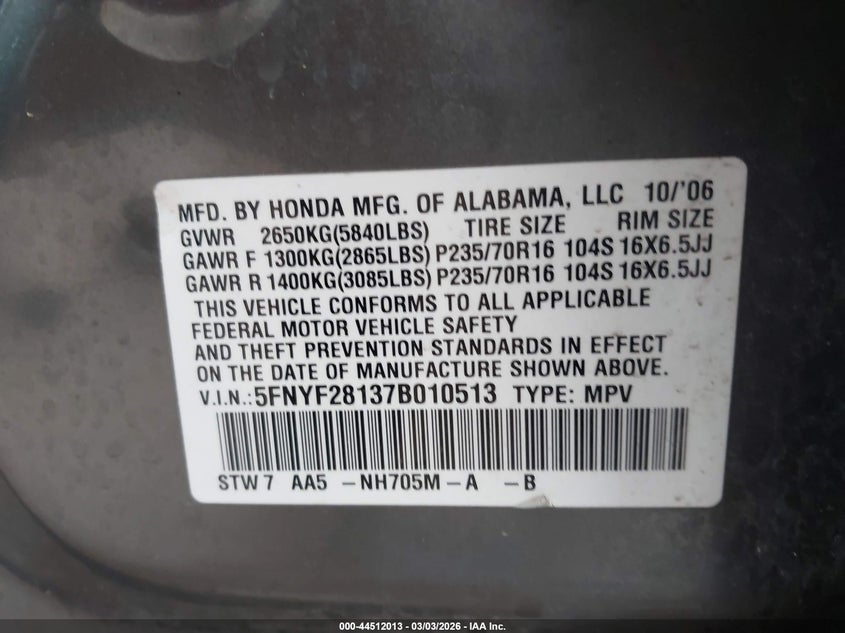 MFD. BY HONDA MFG. OF ALABAMA, LLC 10/'06
GVWR 2650KG(5840LBS) TIRE SIZE RIM SIZE
GAWR F 1300KG(2865LBS) P235/70R16 104S 16X6.5JJ
GAWR R 1400KG(3085LBS) P235/70R16 104S 16X6.5JJ
THIS VEHICLE CONFORMS TO ALL APPLICABLE
FEDERAL MOTOR VEHICLE SAFETY
AND THEFT PREVENTION STANDARDS IN EFFECT
ON THE DATE OF MANUFACTURE SHOWN ABOVE.
V.I.N.:5FNYF28137B010513 TYPE: MPV
STW7 AA5 -NH705M-A -B
000-44512013 | 03/03/2026 - IAA Inc.